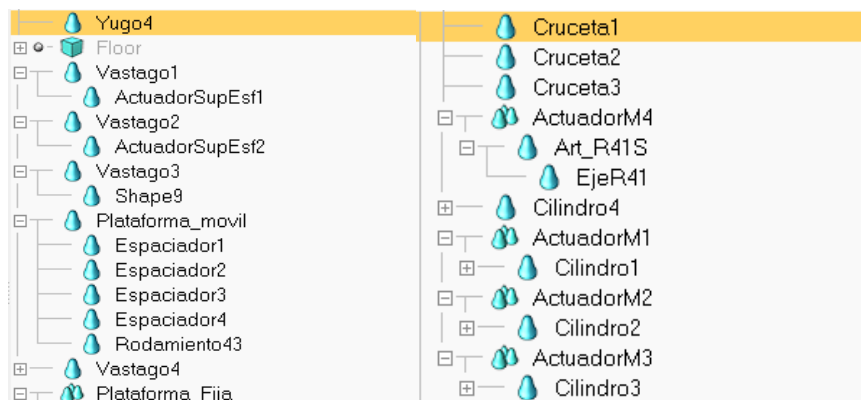 Yugo4
Floor
Vastago1
ActuadorSupEsf1
Vastago2
ActuadorSupEsf2
Vastago3
Shape9
Plataforma_movil
Espaciador1
Espaciador2
Espaciador3
Espaciador4
Rodamiento43
Vastago4
Plataforma_Fija
Cruceta1
Cruceta2
Cruceta3
ActuadorM4
Art_R41S
EjeR41
Cilindro4
ActuadorM1
Cilindro1
ActuadorM2
Cilindro2
ActuadorM3
Cilindro3